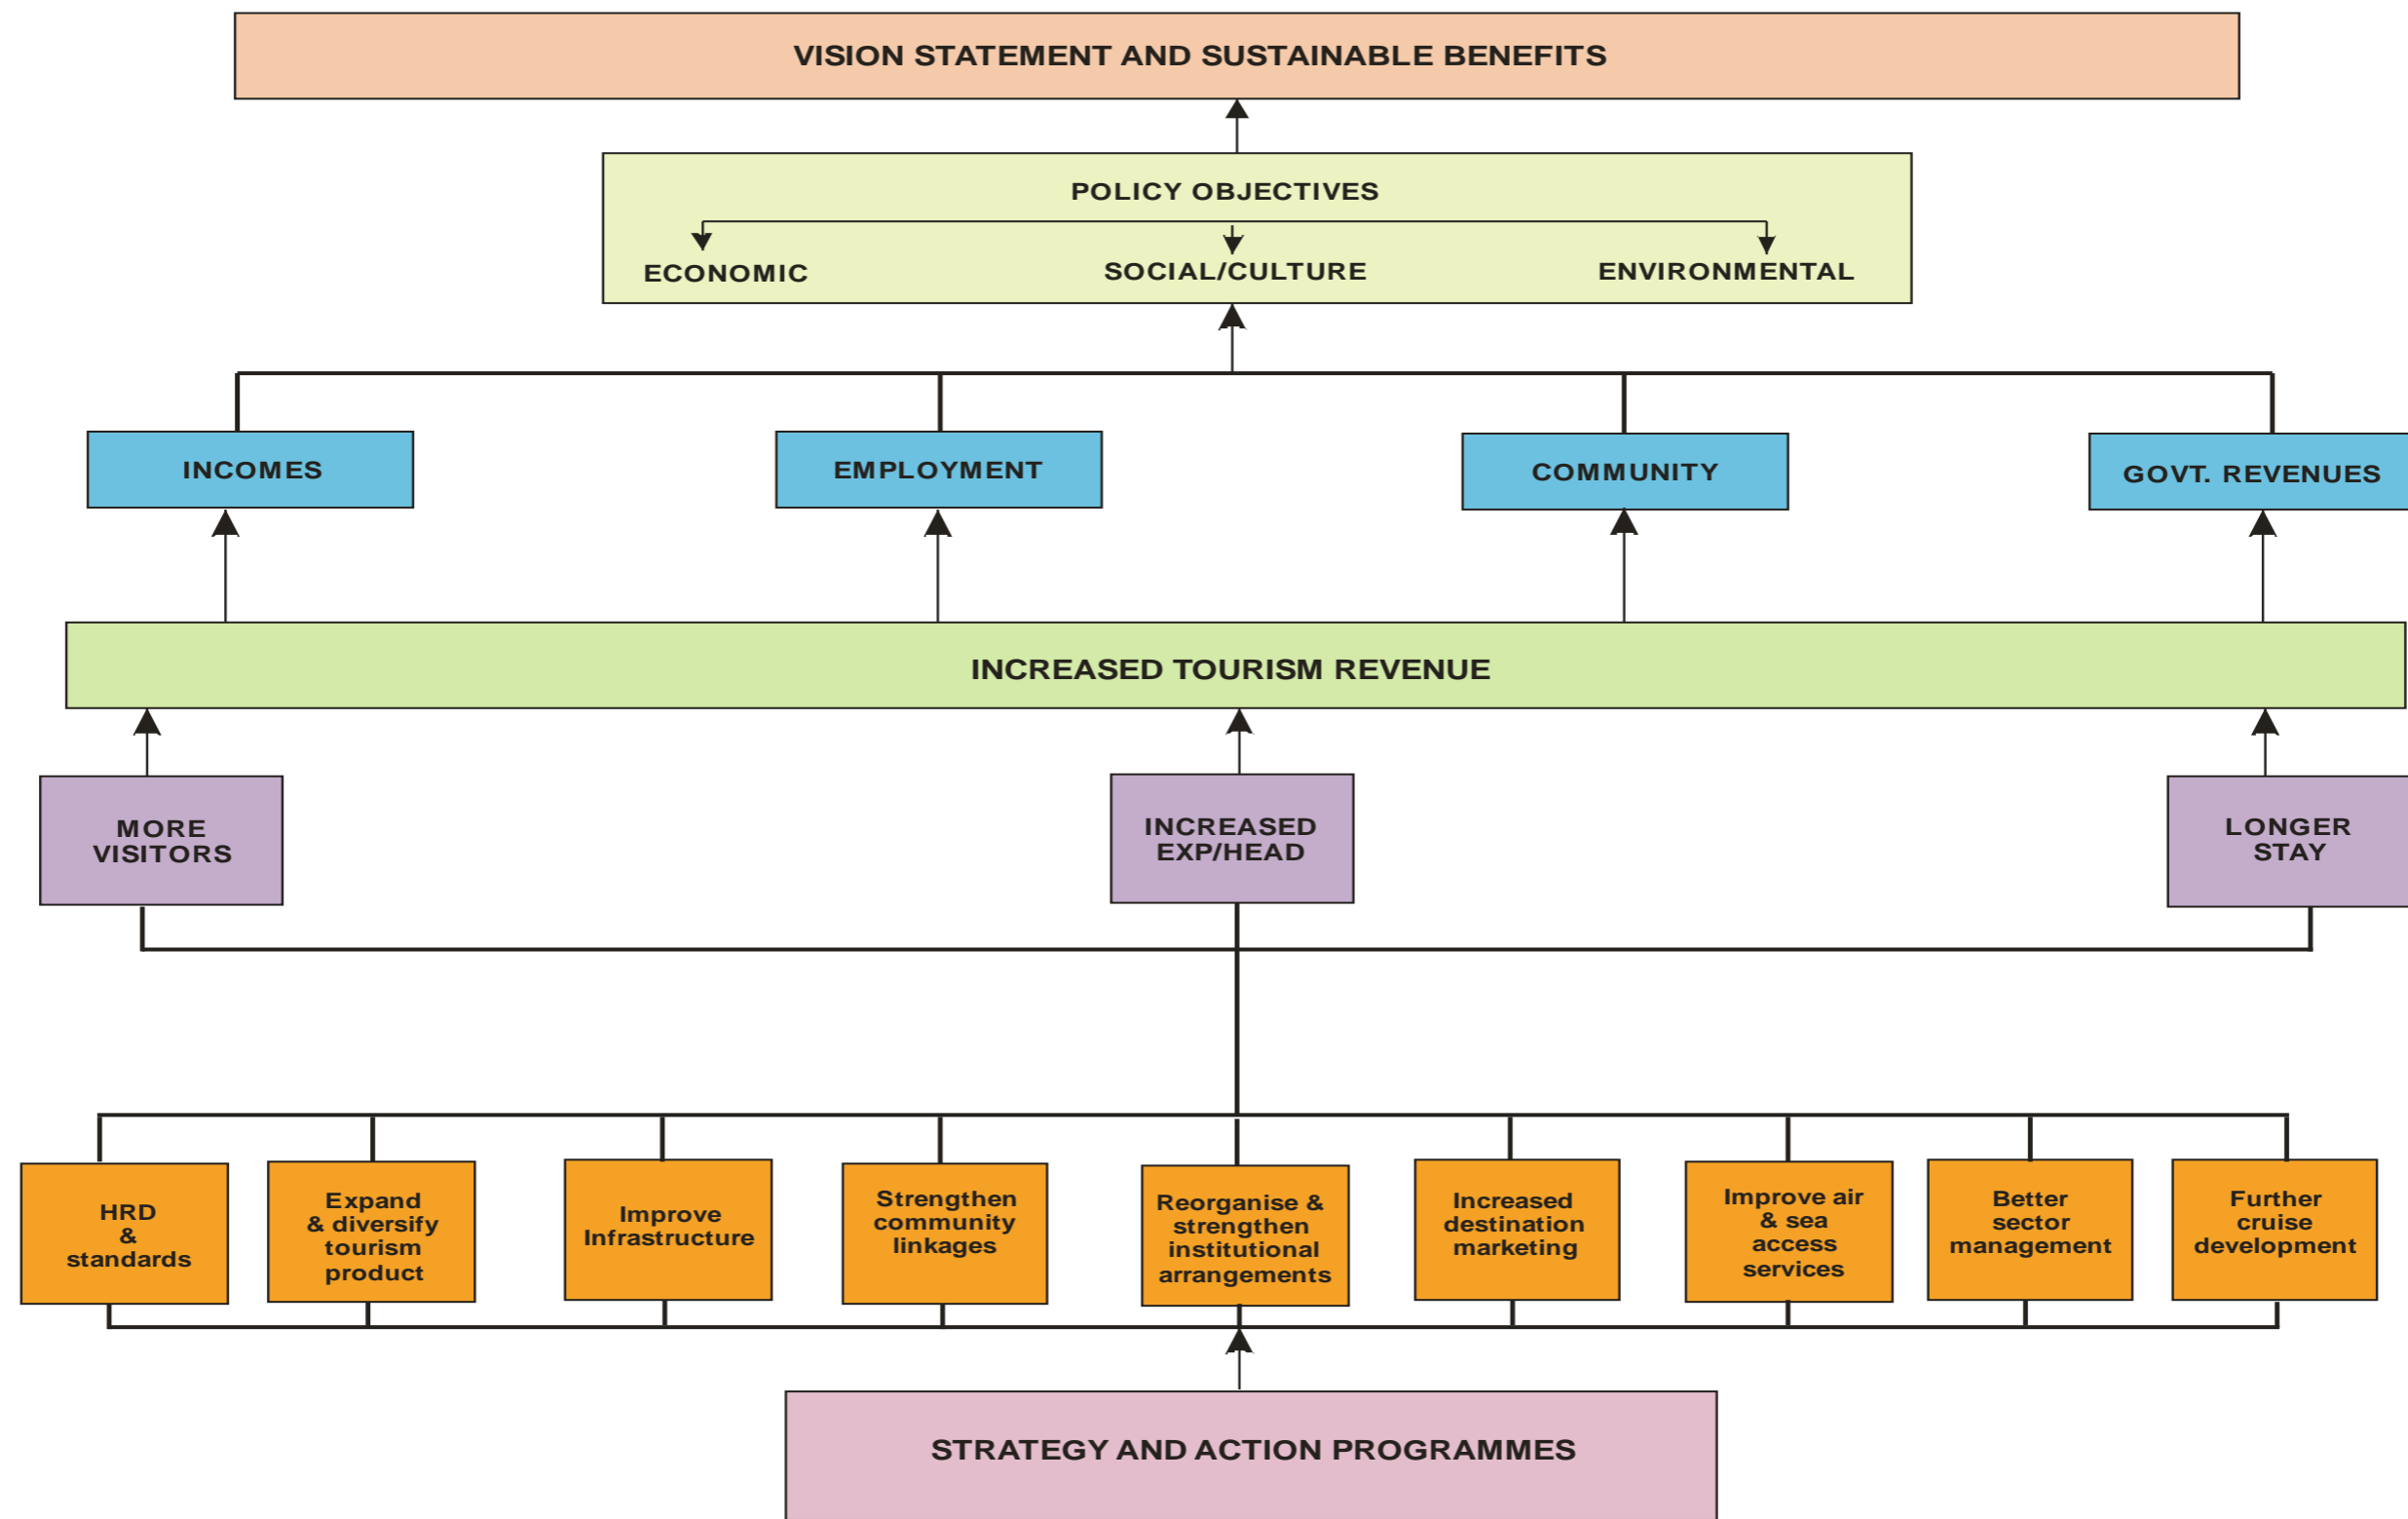 VISION STATEMENT AND SUSTAINABLE BENEFITS
POLICY OBJECTIVES
ECONOMIC
SOCIAL/CULTURE
ENVIRONMENTAL
INCOMES
EMPLOYMENT
COMMUNITY
GOVT. REVENUES
INCREASED TOURISM REVENUE
MORE
VISITORS
INCREASED
EXP/HEAD
LONGER
STAY
HRD
&
standards
Expand
& diversify
tourism
product
Improve
Infrastructure
Strengthen
community
linkages
Reorganise &
strengthen
institutional
arrangements
Increased
destination
marketing
Improve air
& sea
access
services
Better
sector
management
Further
cruise
development
STRATEGY AND ACTION PROGRAMMES